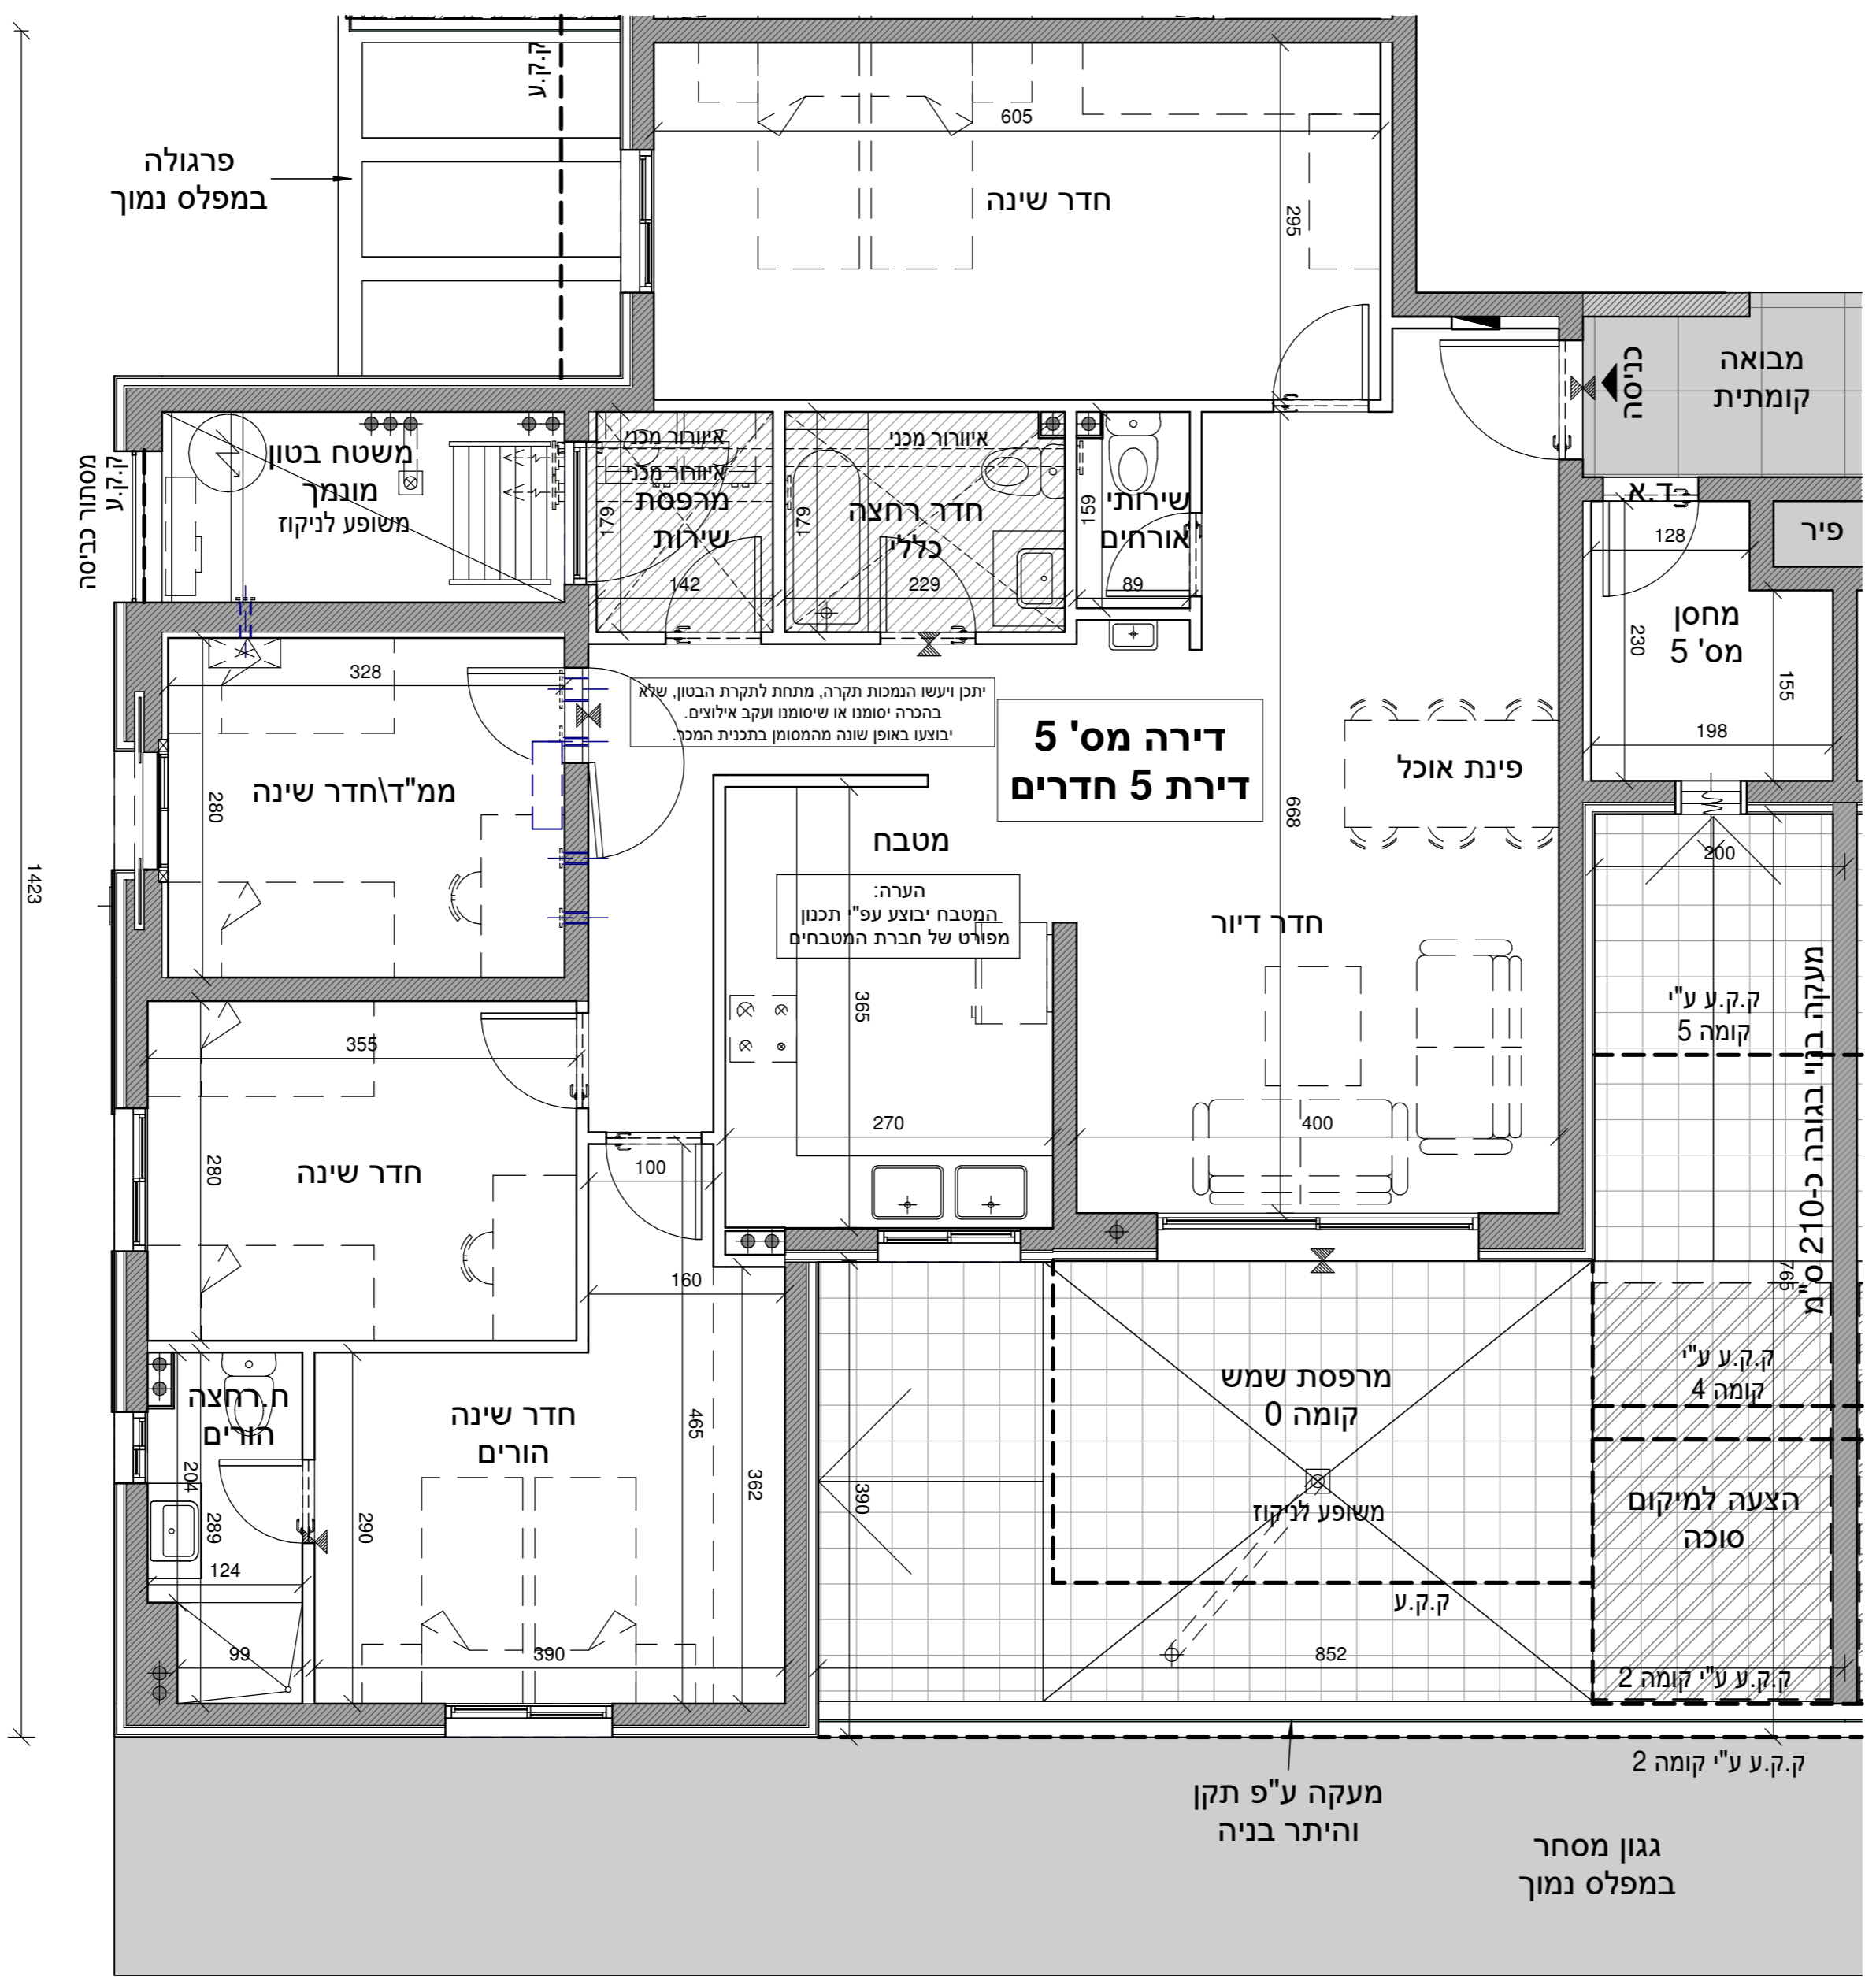 ק.ק.ע
פרגולה
במפלס נמוך
605
חדר שינה
295
כניסה
מבואה
קומתית
מסתור כביסה
ק.ק.ע
משטח בטון
מונמך
משופע לניקוז
איוורור מכני
איוורור מכני
מרפסת
שירות
179
142
איוורור מכני
חדר רחצה
כללי
179
229
שירותי
אורחים
159
89
ד.א
128
פיר
מחסן
מס' 5
230
155
198
328
ממ"ד\חדר שינה
280
יתכן ויעשו הנמכות תקרה, מתחת לתקרת הבטון, שלא
בהכרה יסומנו או שיסומנו ועקב אילוצים.
יבוצעו באופן שונה מהמסומן בתכנית המכר.
דירה מס' 5
דירת 5 חדרים
פינת אוכל
668
מטבח
הערה:
המטבח יבוצע עפ"י תכנון
מפורט של חברת המטבחים
365
270
חדר דיור
400
200
ק.ק.ע ע"י
קומה 5
מעקה בנוי בגובה כ-210 ס"מ
765
1423
355
חדר שינה
280
100
160
ח.רחצה
הורים
204
289
124
99
חדר שינה
הורים
290
465
362
390
390
מרפסת שמש
קומה 0
משופע לניקוז
ק.ק.ע
852
ק.ק.ע ע"י
קומה 4
הצעה למיקום
סוכה
ק.ק.ע ע"י קומה 2
ק.ק.ע ע"י קומה 2
מעקה ע"פ תקן
והיתר בניה
גגון מסחר
במפלס נמוך